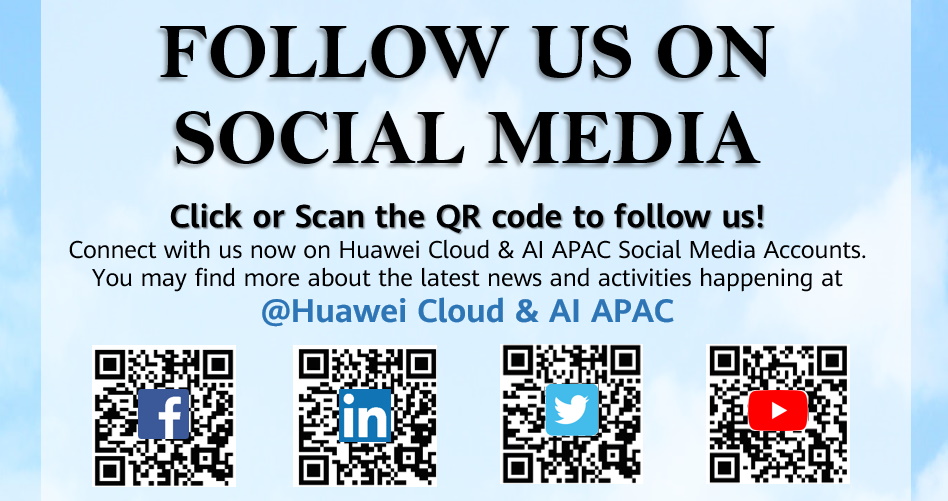 FOLLOW US ON
SOCIAL MEDIA
Click or Scan the QR code to follow us!
Connect with us now on Huawei Cloud & AI APAC Social Media Accounts.
You may find more about the latest news and activities happening at
@Huawei Cloud & AI APAC
f in